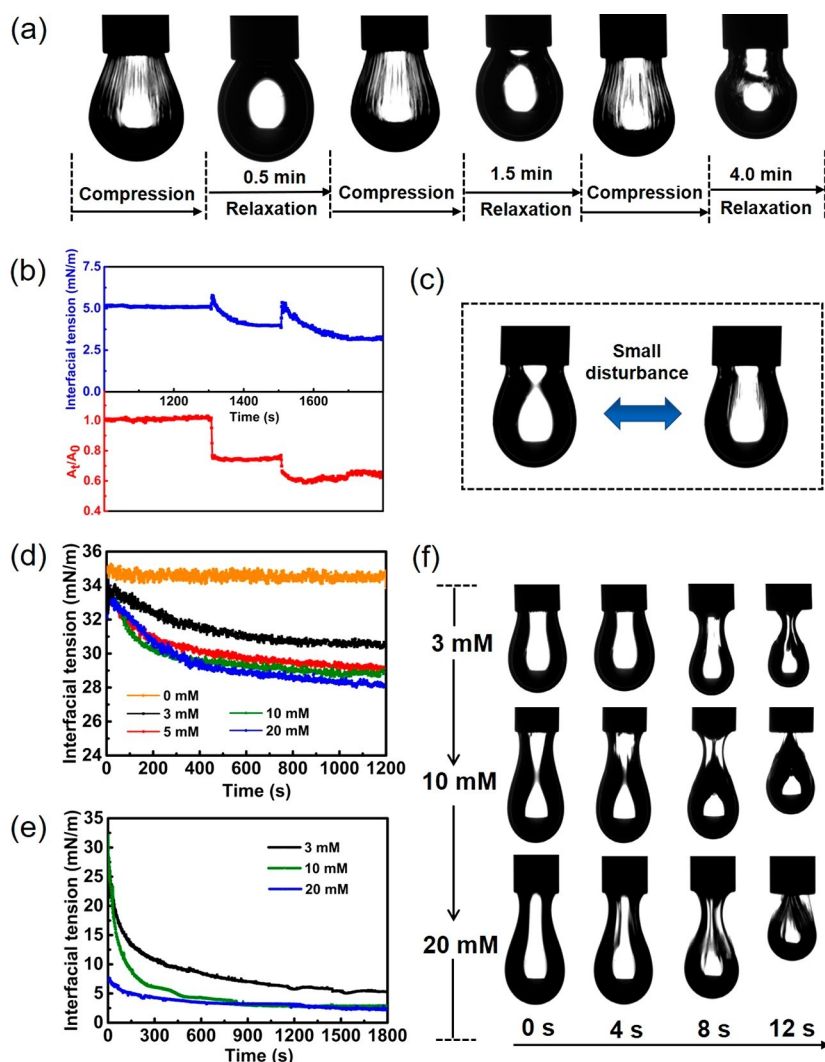 (a)
0.5 min
1.5 min
4.0 min
Compression
Relaxation
Compression
Relaxation
Compression
Relaxation
(b)
Interfacial tension (mN/m)
7.5
5.0
2.5
0.0
1200
1400
1600
Time (s)
At/A0
1.0
0.8
0.6
0.4
(c)
Small
disturbance
(d)
Interfacial tension (mN/m)
36
34
32
30
28
26
24
0 mM
3 mM
5 mM
10 mM
20 mM
0
200
400
600
800
1000
1200
Time (s)
(e)
Interfacial tension (mN/m)
35
30
25
20
15
10
5
0
3 mM
10 mM
20 mM
0
300
600
900
1200
1500
1800
Time (s)
(f)
3 mM
10 mM
20 mM
0 s
4 s
8 s
12 s